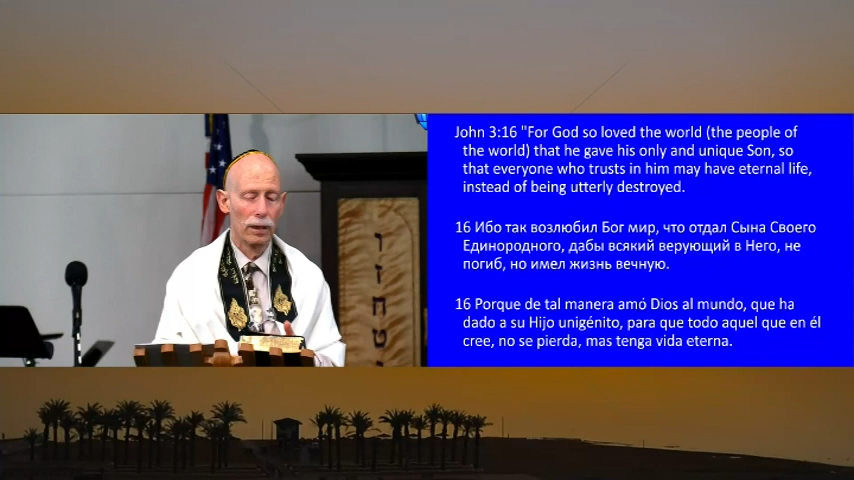 John 3:16 "For God so loved the world (the people of
the world) that he gave his only and unique Son, so
that everyone who trusts in him may have eternal life,
instead of being utterly destroyed.
16 Ибо так возлюбил Бог мир, что отдал Сына Своего
Единородного, дабы всякий верующий в Него, не
погиб, но имел жизнь вечную.
16 Porque de tal manera amó Dios al mundo, que ha
dado a su Hijo unigénito, para que todo aquel que en él
cree, no se pierda, mas tenga vida eterna.